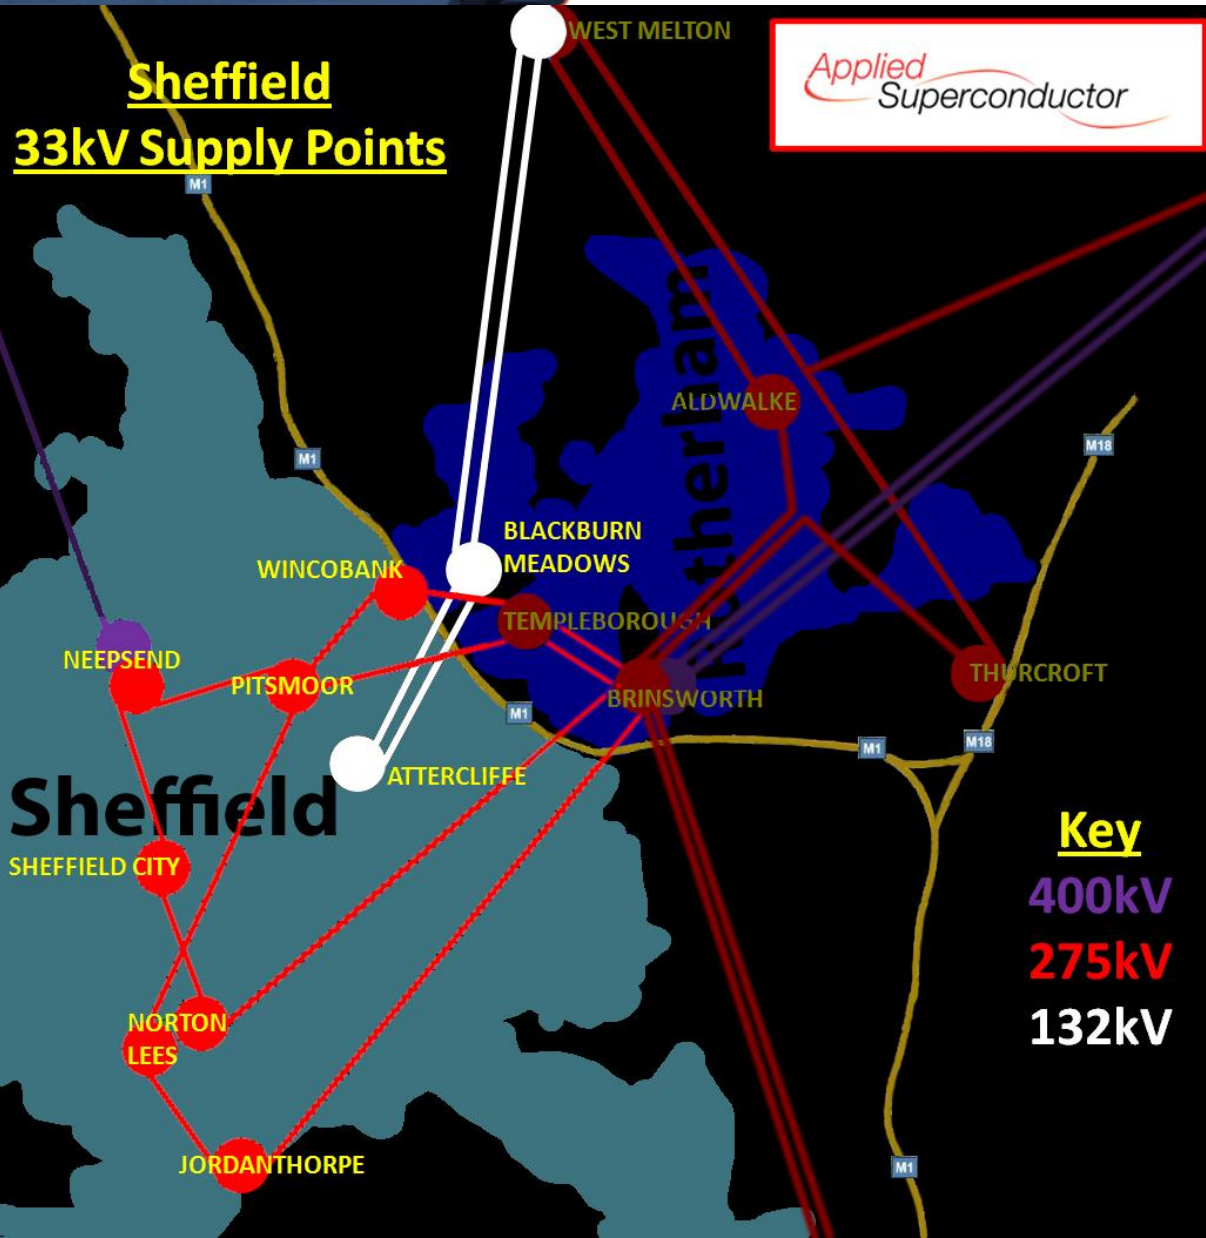 WEST MELTON
Applied
Superconductor
Sheffield
33kV Supply Points
M1
Rotherham
ALDWALKE
M18
M1
BLACKBURN
MEADOWS
WINCOBANK
TEMPLEBOROUGH
NEEPSEND
PITSMOOR
BRINSWORTH
THURCROFT
M1
M1
M18
ATTERCLIFFE
Sheffield
SHEFFIELD CITY
Key
400kV
275kV
132kV
NORTON
LEES
JORDANTHORPE
M1